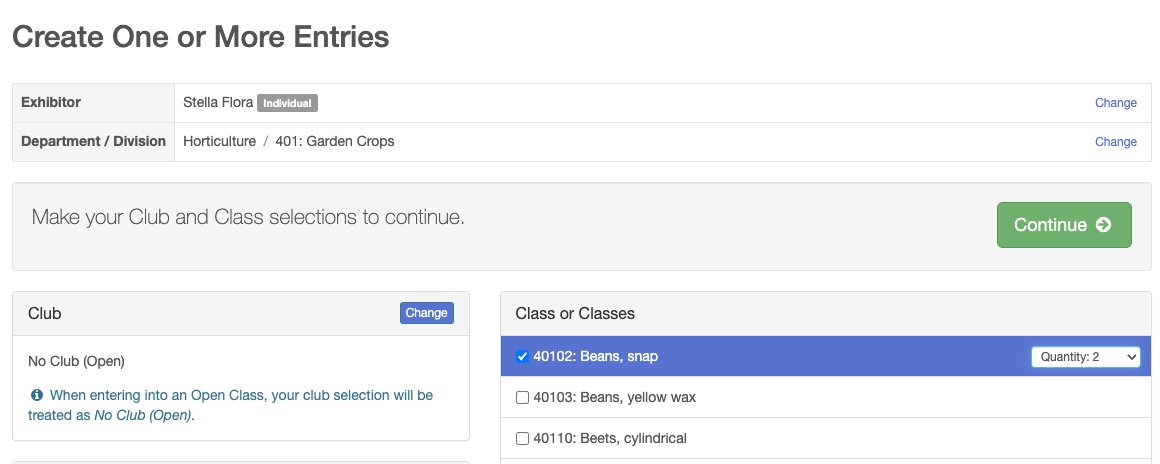 Create One or More Entries
Exhibitor
Stella Flora Individual
Change
Department / Division
Horticulture / 401: Garden Crops
Change
Make your Club and Class selections to continue.
Continue
Club
Change
No Club (Open)
When entering into an Open Class, your club selection will be
treated as No Club (Open).
Class or Classes
40102: Beans, snap
Quantity: 2
40103: Beans, yellow wax
40110: Beets, cylindrical